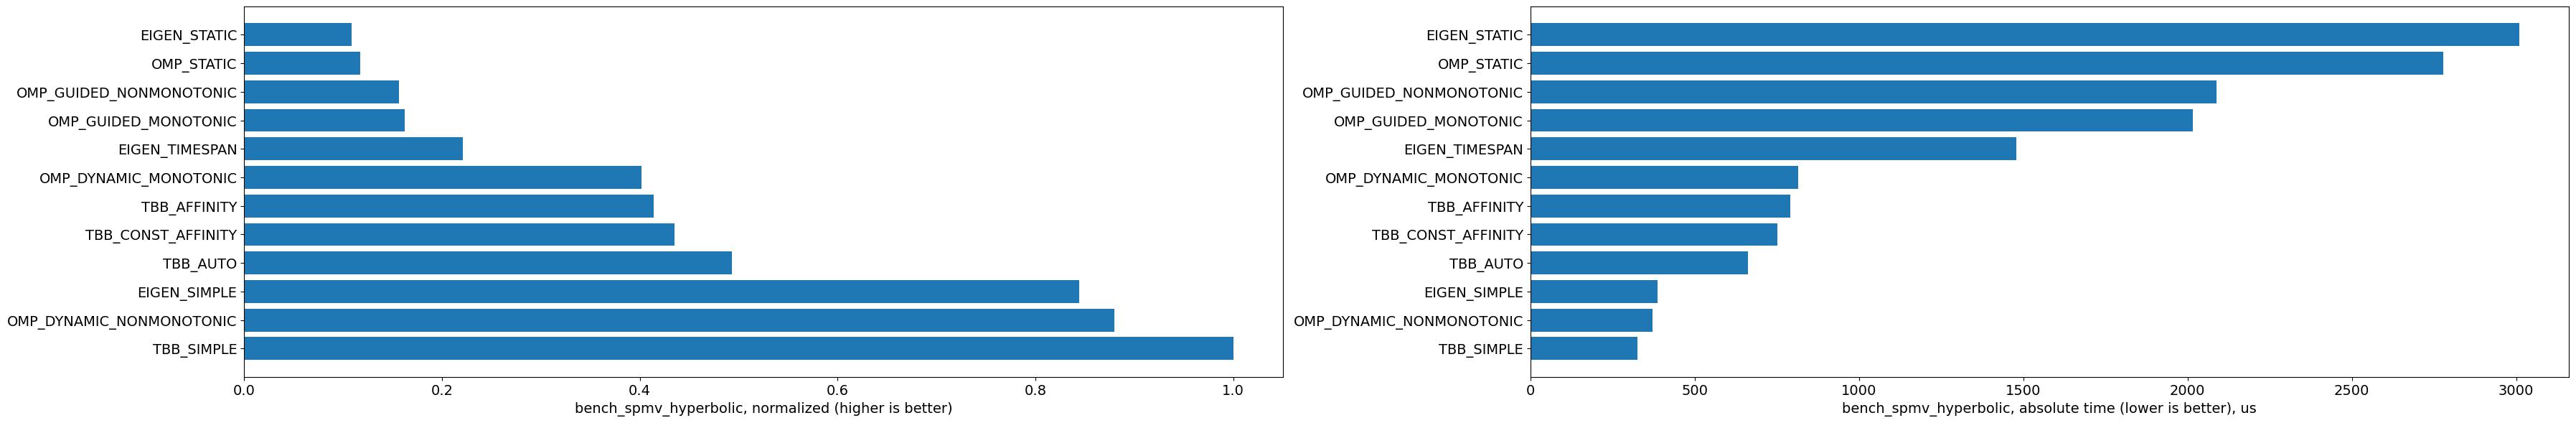 EIGEN_STATIC
OMP_STATIC
OMP_GUIDED_NONMONOTONIC
OMP_GUIDED_MONOTONIC
EIGEN_TIMESPAN
OMP_DYNAMIC_MONOTONIC
TBB_AFFINITY
TBB_CONST_AFFINITY
TBB_AUTO
EIGEN_SIMPLE
OMP_DYNAMIC_NONMONOTONIC
TBB_SIMPLE
0.0 0.2 0.4 0.6 0.8 1.0
bench_spmv_hyperbolic, normalized (higher is better)
EIGEN_STATIC
OMP_STATIC
OMP_GUIDED_NONMONOTONIC
OMP_GUIDED_MONOTONIC
EIGEN_TIMESPAN
OMP_DYNAMIC_MONOTONIC
TBB_AFFINITY
TBB_CONST_AFFINITY
TBB_AUTO
EIGEN_SIMPLE
OMP_DYNAMIC_NONMONOTONIC
TBB_SIMPLE
0 500 1000 1500 2000 2500 3000
bench_spmv_hyperbolic, absolute time (lower is better), us